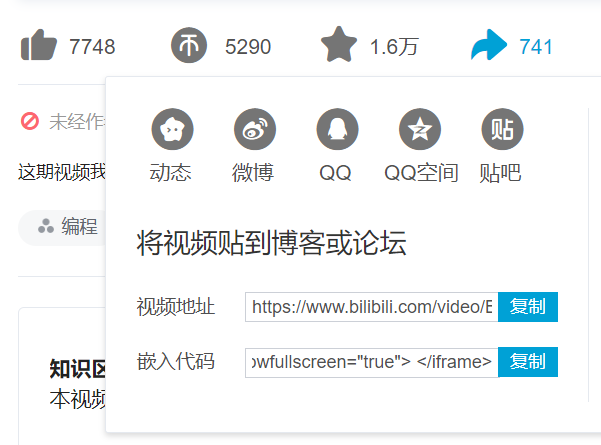 7748 5290 1.6万 741
未经作
动态 微博 QQ QQ空间 贴吧
这期视频我
编程
将视频贴到博客或论坛
视频地址 https://www.bilibili.com/video/ 复制
嵌入代码 owfullscreen="true"> </iframe> 复制
知识区
本视频